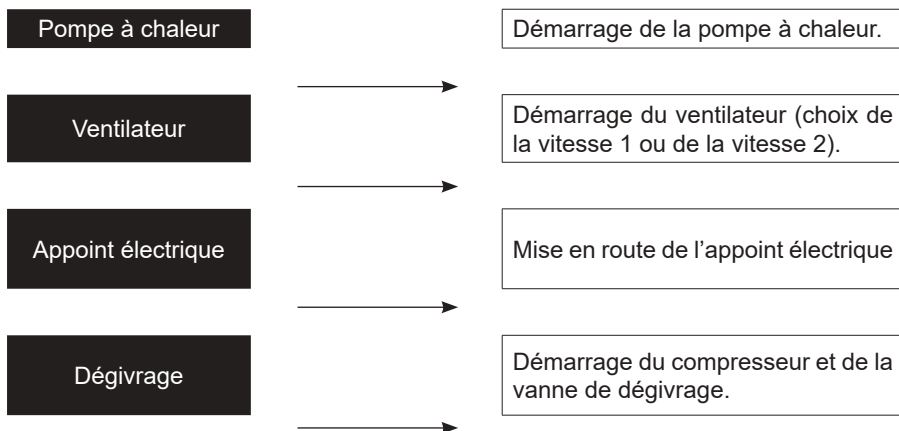 Pompe à chaleur
Démarrage de la pompe à chaleur.
Ventilateur
Démarrage du ventilateur (choix de
la vitesse 1 ou de la vitesse 2).
Appoint électrique
Mise en route de l’appoint électrique
Dégivrage
Démarrage du compresseur et de la
vanne de dégivrage.